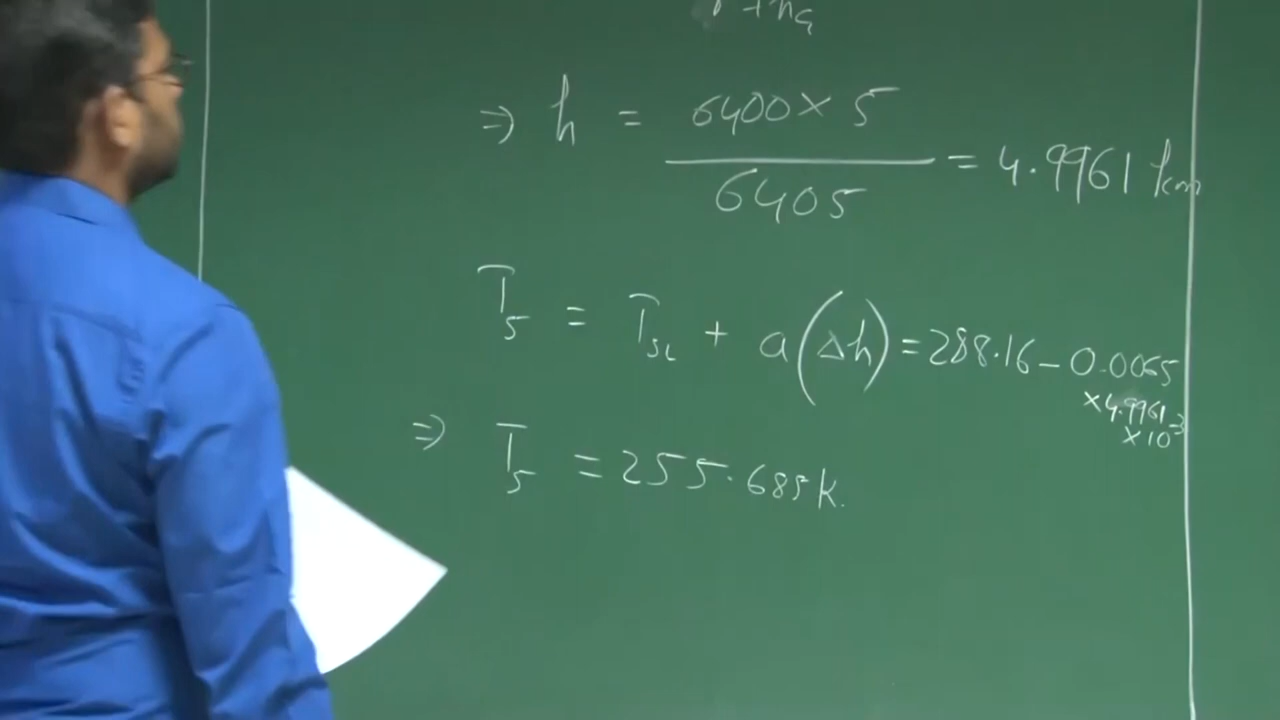 r + hG
⇒ h = 6400 × 5 / 6405 = 4.9961 km
T5 = TSL + a(Δh) = 288.16 - 0.0065
× 4.9961
× 10-3
⇒ T5 = 255.685 K.